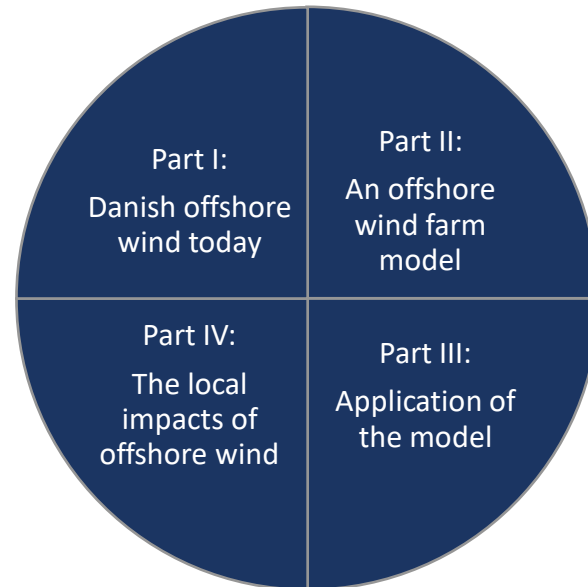 Part I:
Danish offshore
wind today
Part II:
An offshore
wind farm
model
Part III:
Application of
the model
Part IV:
The local
impacts of
offshore wind